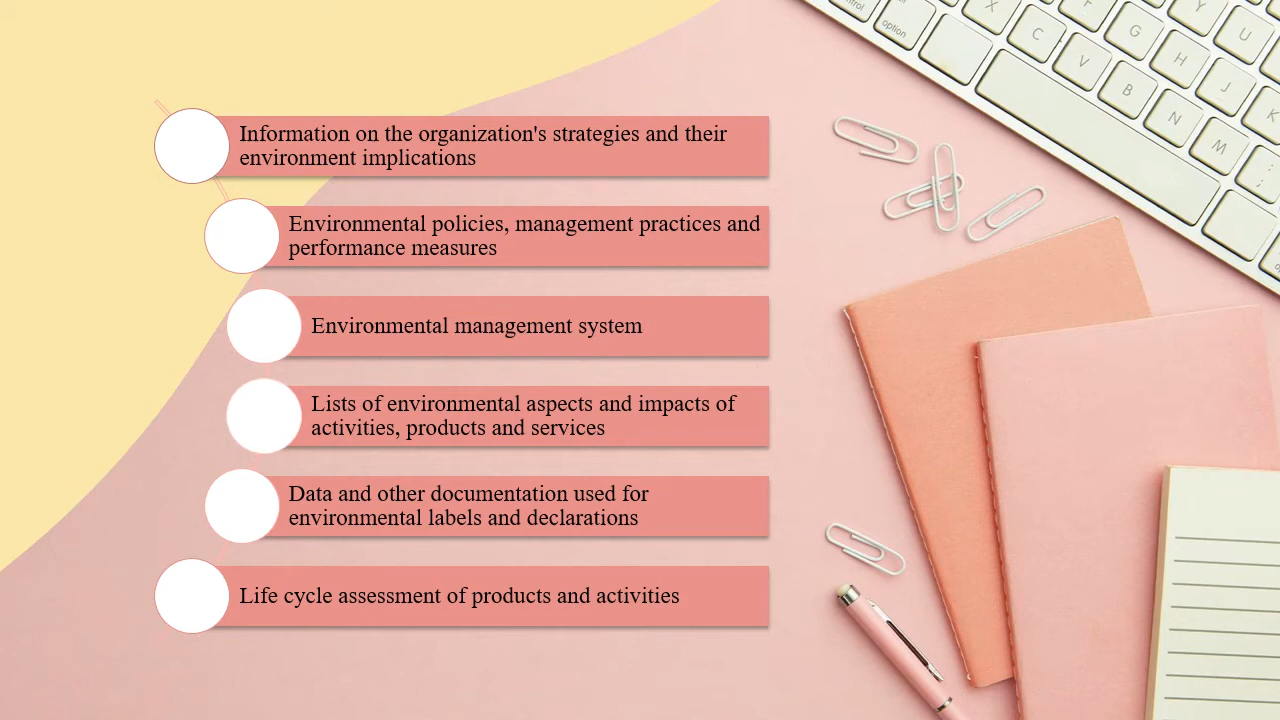 Information on the organization's strategies and their
environment implications
Environmental policies, management practices and
performance measures
Environmental management system
Lists of environmental aspects and impacts of
activities, products and services
Data and other documentation used for
environmental labels and declarations
Life cycle assessment of products and activities
option
X
C
V
B
N
M
G
H
J
K
Y
U